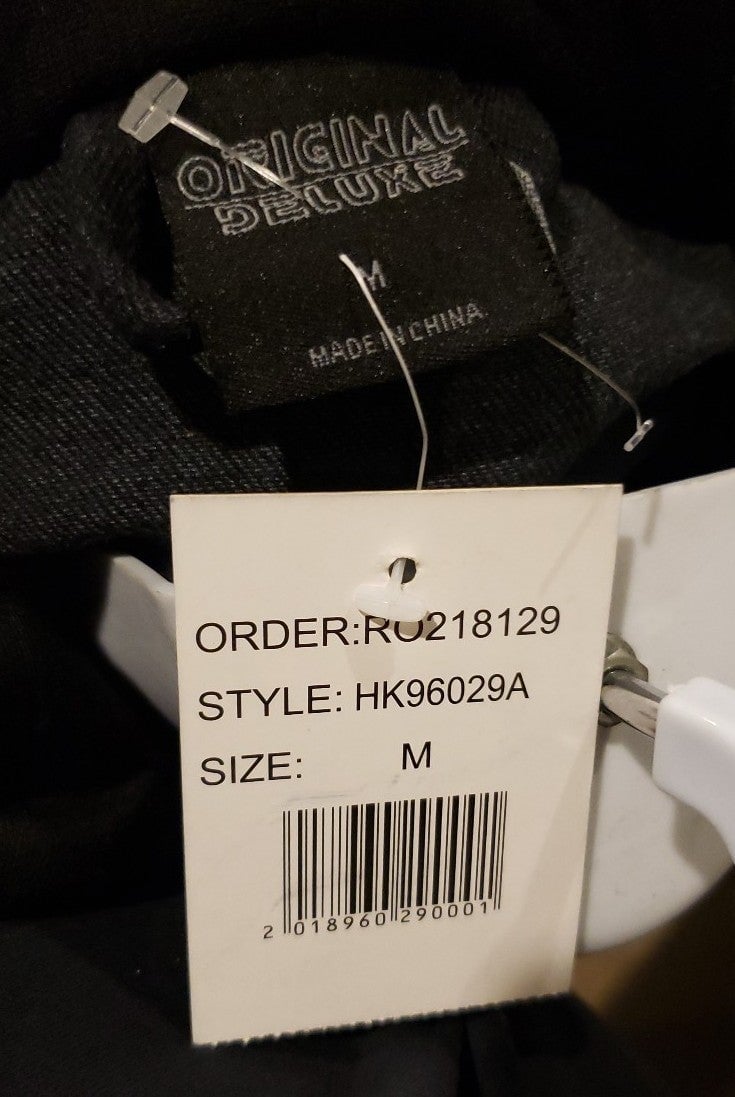 ORIGINAL
DELUXE
M
MADE IN CHINA
ORDER:RO218129
STYLE: HK96029A
SIZE: M
2 018960 290001